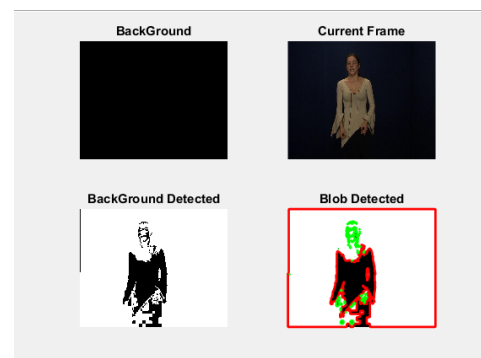 BackGround
Current Frame
BackGround Detected
Blob Detected